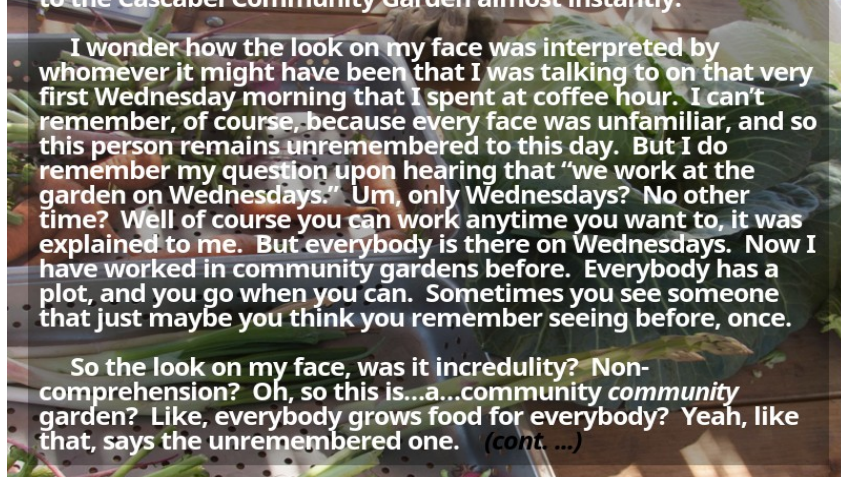 to the Cascabel Community Garden almost instantly.
I wonder how the look on my face was interpreted by
whomever it might have been that I was talking to on that very
first Wednesday morning that I spent at coffee hour.  I can't
remember, of course, because every face was unfamiliar, and so
this person remains unremembered to this day.  But I do
remember my question upon hearing that “we work at the
garden on Wednesdays.”  Um, only Wednesdays?  No other
time?  Well of course you can work anytime you want to, it was
explained to me.  But everybody is there on Wednesdays.  Now I
have worked in community gardens before.  Everybody has a
plot, and you go when you can.  Sometimes you see someone
that just maybe you think you remember seeing before, once.
So the look on my face, was it incredulity?  Non-
comprehension?  Oh, so this is...a...community community
garden?  Like, everybody grows food for everybody?  Yeah, like
that, says the unremembered one.    (cont. ...)